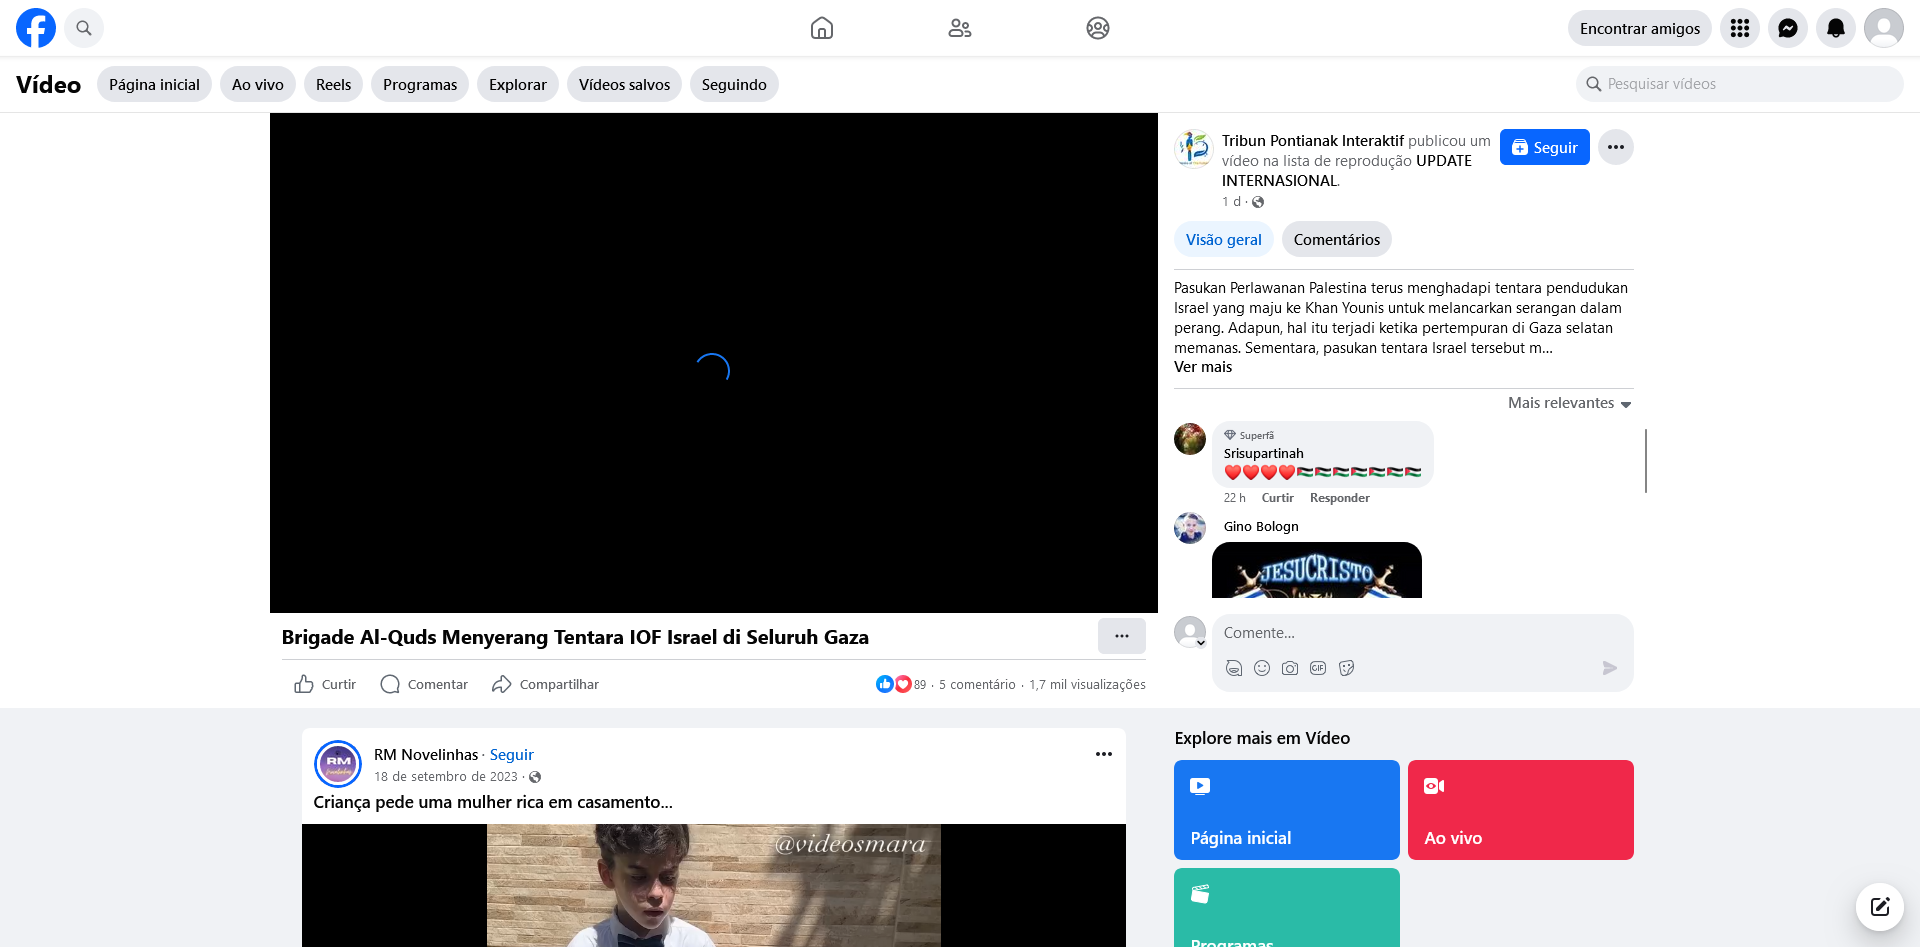 Encontrar amigos
Vídeo
Página inicial
Ao vivo
Reels
Programas
Explorar
Vídeos salvos
Seguindo
Pesquisar vídeos
Tribun Pontianak Interaktif publicou um
vídeo na lista de reprodução UPDATE
INTERNASIONAL.
1 d ·
Seguir
Visão geral
Comentários
Pasukan Perlawanan Palestina terus menghadapi tentara pendudukan
Israel yang maju ke Khan Younis untuk melancarkan serangan dalam
perang. Adapun, hal itu terjadi ketika pertempuran di Gaza selatan
memanas. Sementara, pasukan tentara Israel tersebut m...
Ver mais
Mais relevantes
Superfã
Srisupartinah
❤️❤️❤️❤️🇵🇸🇵🇸🇵🇸🇵🇸🇵🇸🇵🇸🇵🇸
22 h Curtir Responder
Gino Bologn
JESUCRISTO
Comente...
GIF
Brigade Al-Quds Menyerang Tentara IOF Israel di Seluruh Gaza
Curtir
Comentar
Compartilhar
89 · 5 comentário · 1,7 mil visualizações
RM Novelinhas · Seguir
18 de setembro de 2023 ·
RM
Criança pede uma mulher rica em casamento...
@videosmara
Explore mais em Vídeo
Página inicial
Ao vivo
Programas